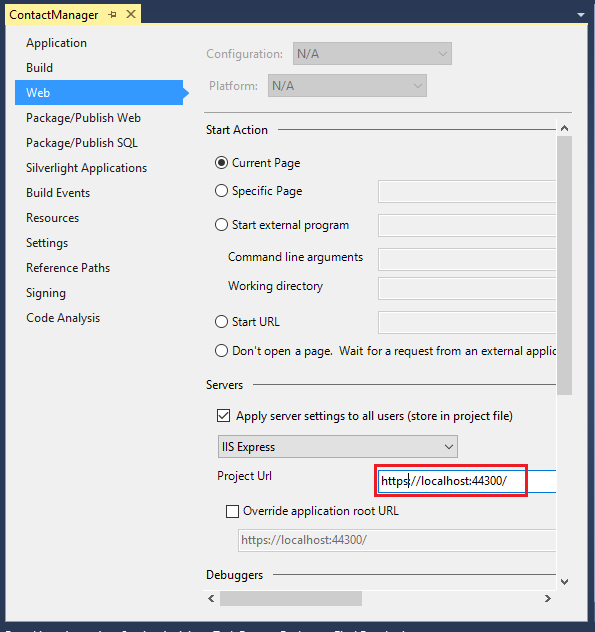 ContactManager
Application
Build
Web
Package/Publish Web
Package/Publish SQL
Silverlight Applications
Build Events
Resources
Settings
Reference Paths
Signing
Code Analysis
Configuration: N/A
Platform: N/A
Start Action
Current Page
Specific Page
Start external program
Command line arguments
Working directory
Start URL
Don't open a page. Wait for a request from an external applic
Servers
Apply server settings to all users (store in project file)
IIS Express
Project Url https://localhost:44300/
Override application root URL
https://localhost:44300/
Debuggers